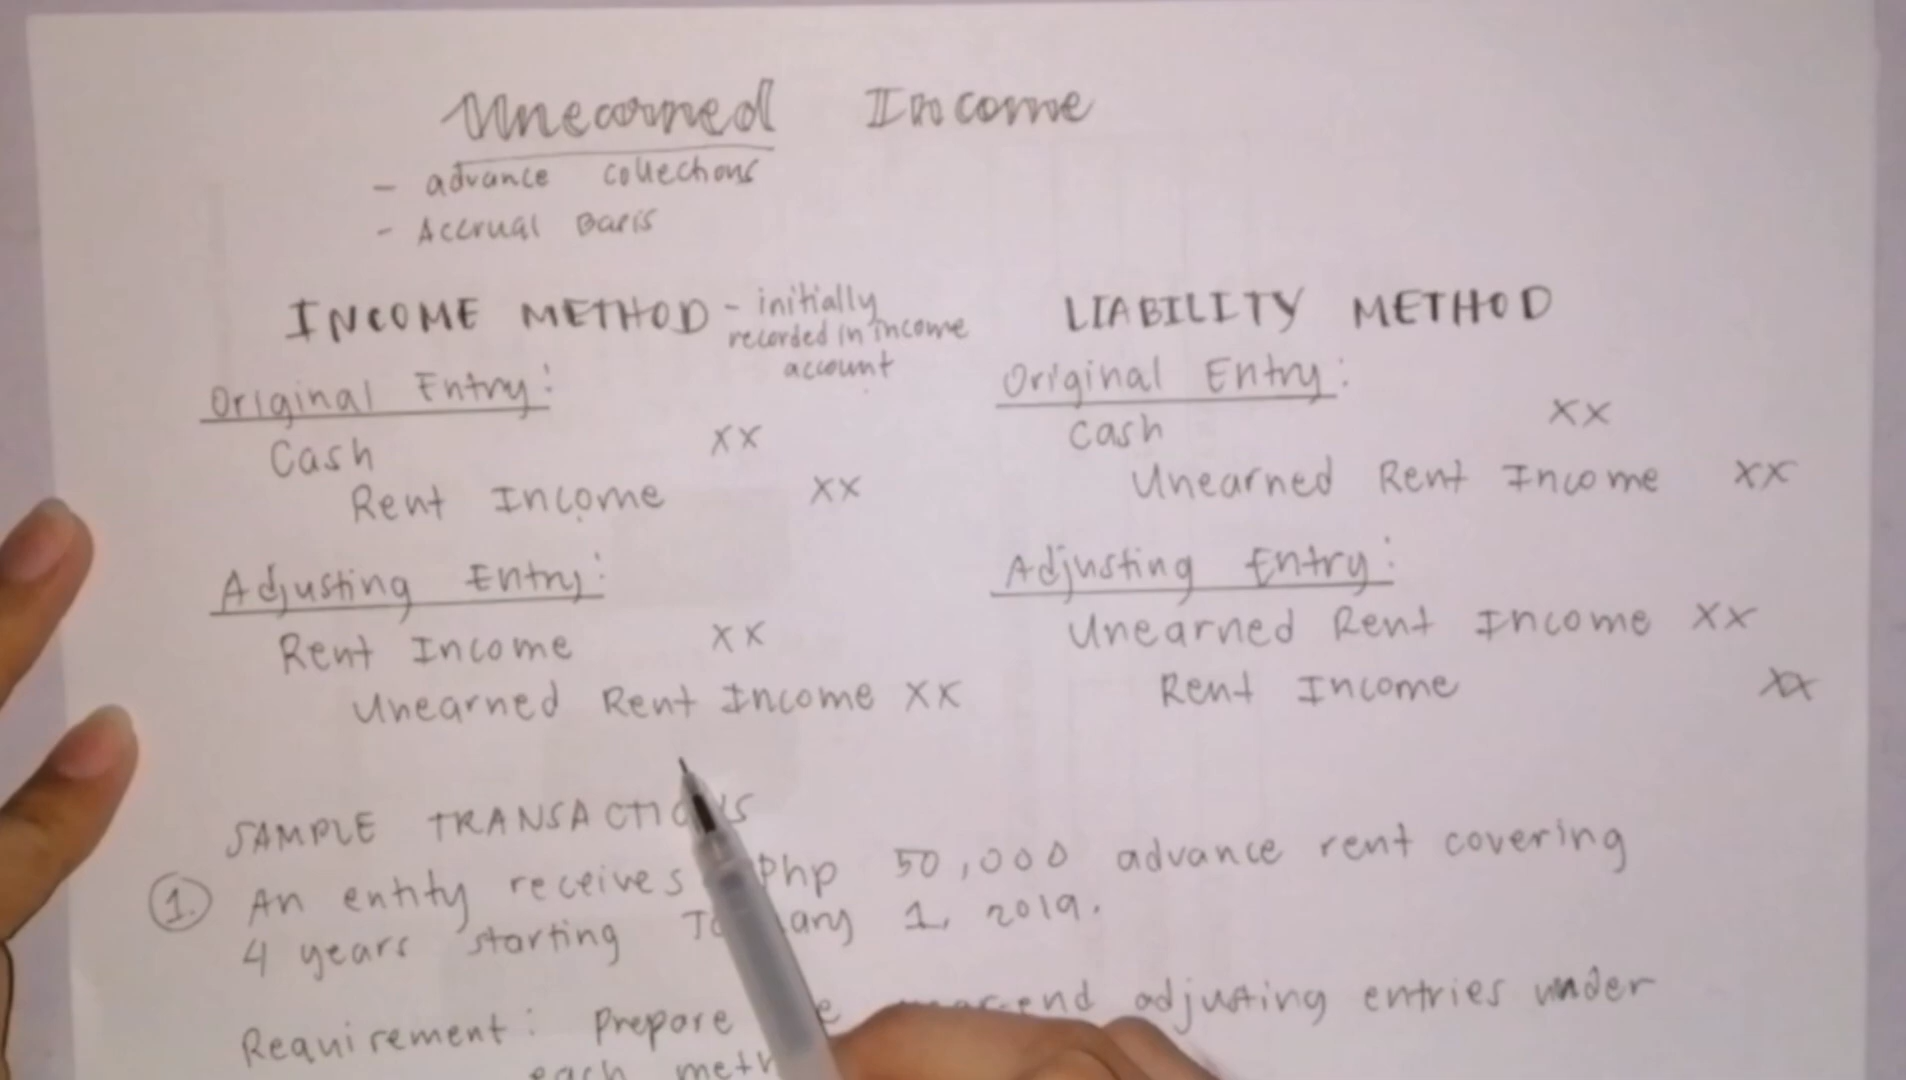 Unearned Income
- advance collections
- Accrual Basis
INCOME METHOD - initially
recorded in income
account
Original Entry:
Cash XX
Rent Income XX
Adjusting Entry:
Rent Income XX
Unearned Rent Income XX
LIABILITY METHOD
Original Entry:
Cash XX
Unearned Rent Income XX
Adjusting Entry:
Unearned Rent Income XX
Rent Income XX
SAMPLE TRANSACTIONS
1. An entity receives Php 50,000 advance rent covering
4 years starting 1, 2019.
Requirement: Prepare adjusting entries under
each